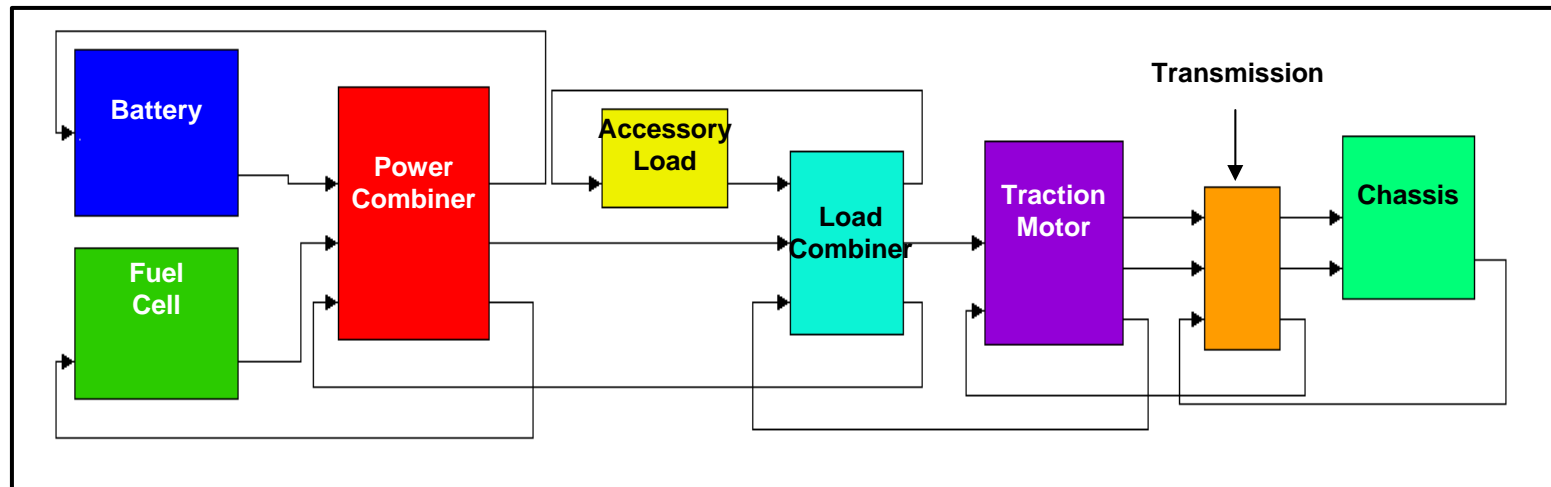 Battery
Fuel
Cell
Power
Combiner
Accessory
Load
Load
Combiner
Traction
Motor
Transmission
Chassis